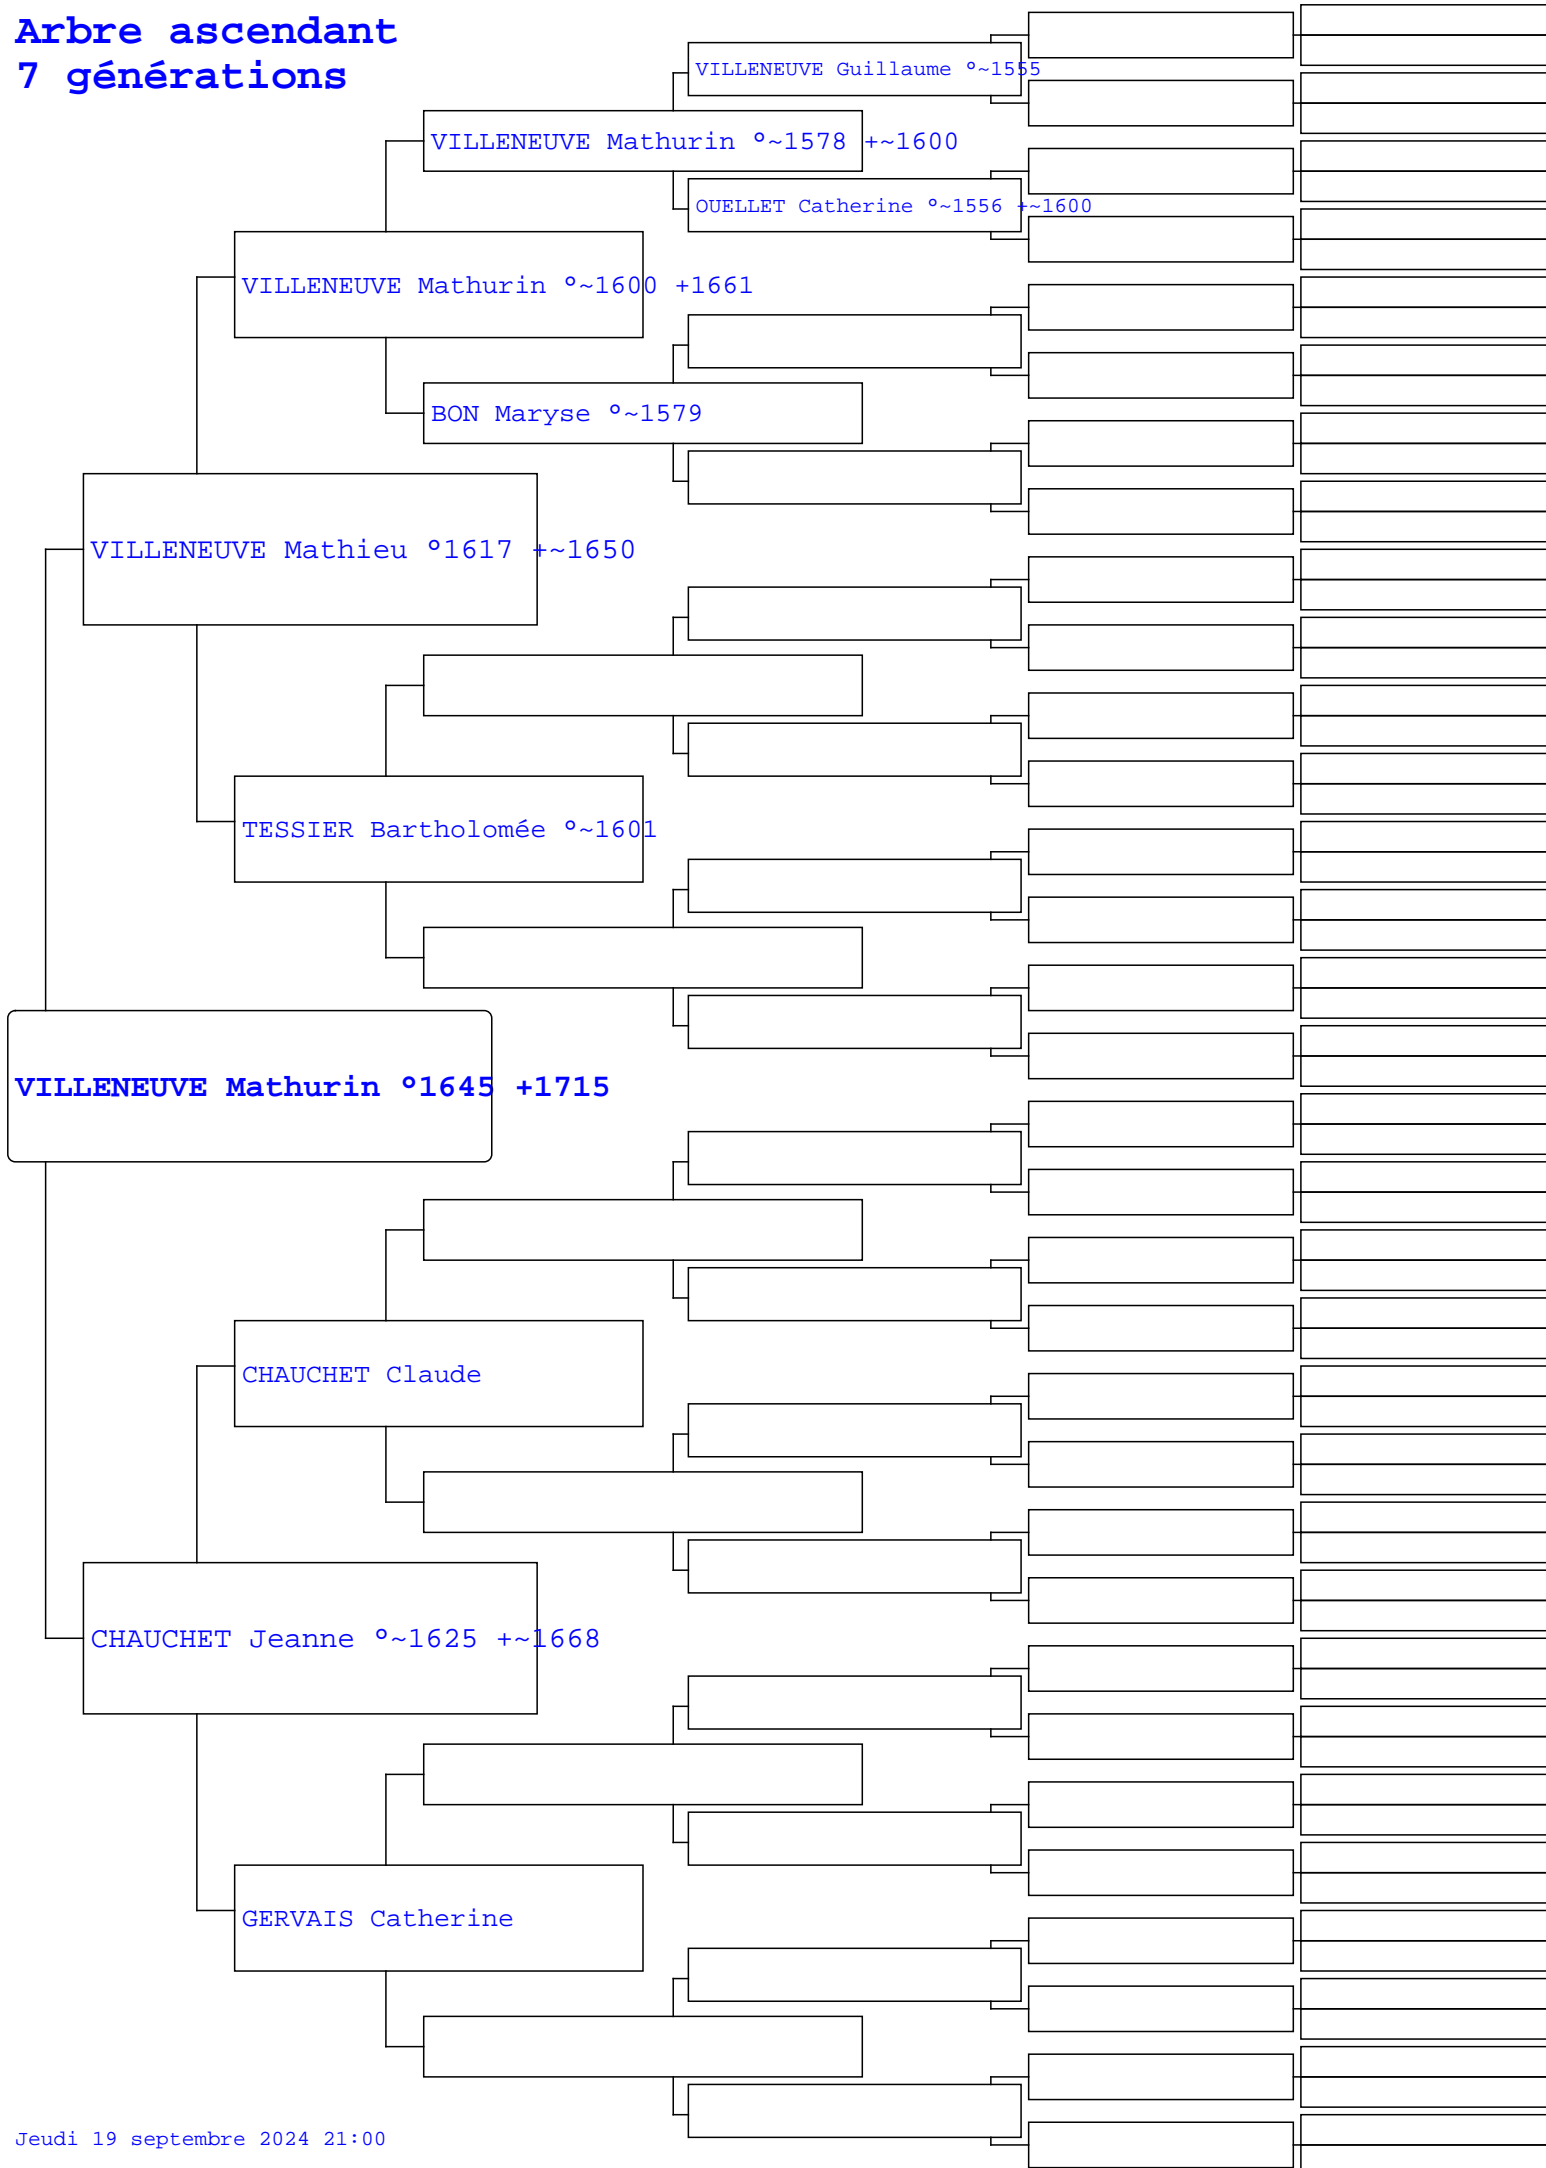 Arbre ascendant
7 générations
VILLENEUVE Guillaume °~1555
VILLENEUVE Mathurin °~1578 +~1600
OUELLET Catherine °~1556 +~1600
VILLENEUVE Mathurin °~1600 +1661
BON Maryse °~1579
VILLENEUVE Mathieu °1617 +~1650
TESSIER Bartholomée °~1601
VILLENEUVE Mathurin °1645 +1715
CHAUCHET Claude
CHAUCHET Jeanne °~1625 +~1668
GERVAIS Catherine
Jeudi 19 septembre 2024 21:00